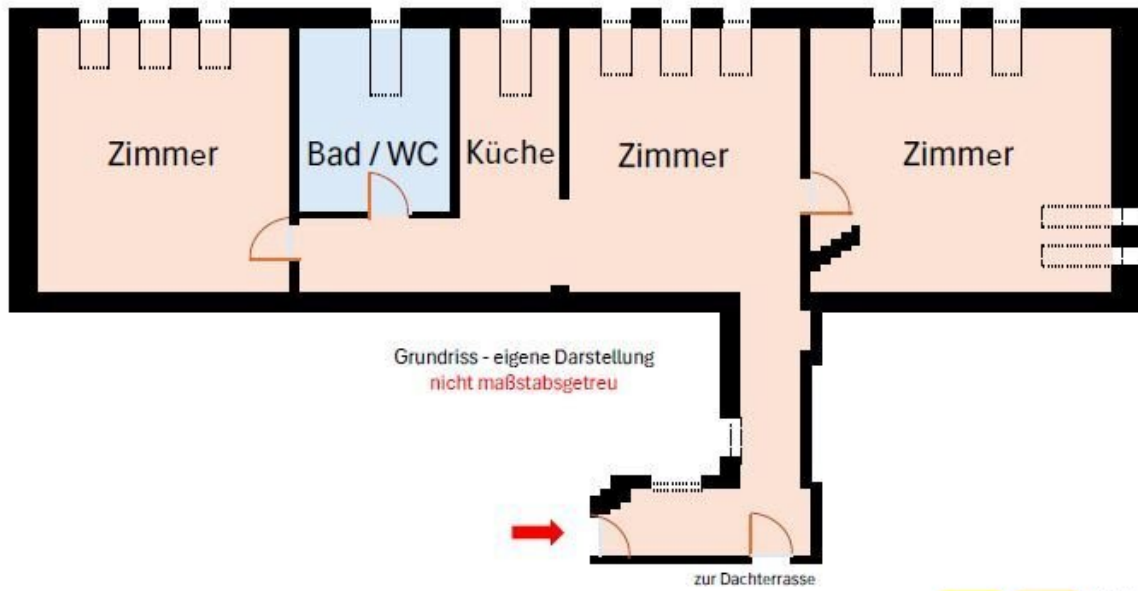 Zimmer
Bad / WC
Küche
Zimmer
Zimmer
Grundriss - eigene Darstellung
nicht maßstabsgetreu
zur Dachterrasse